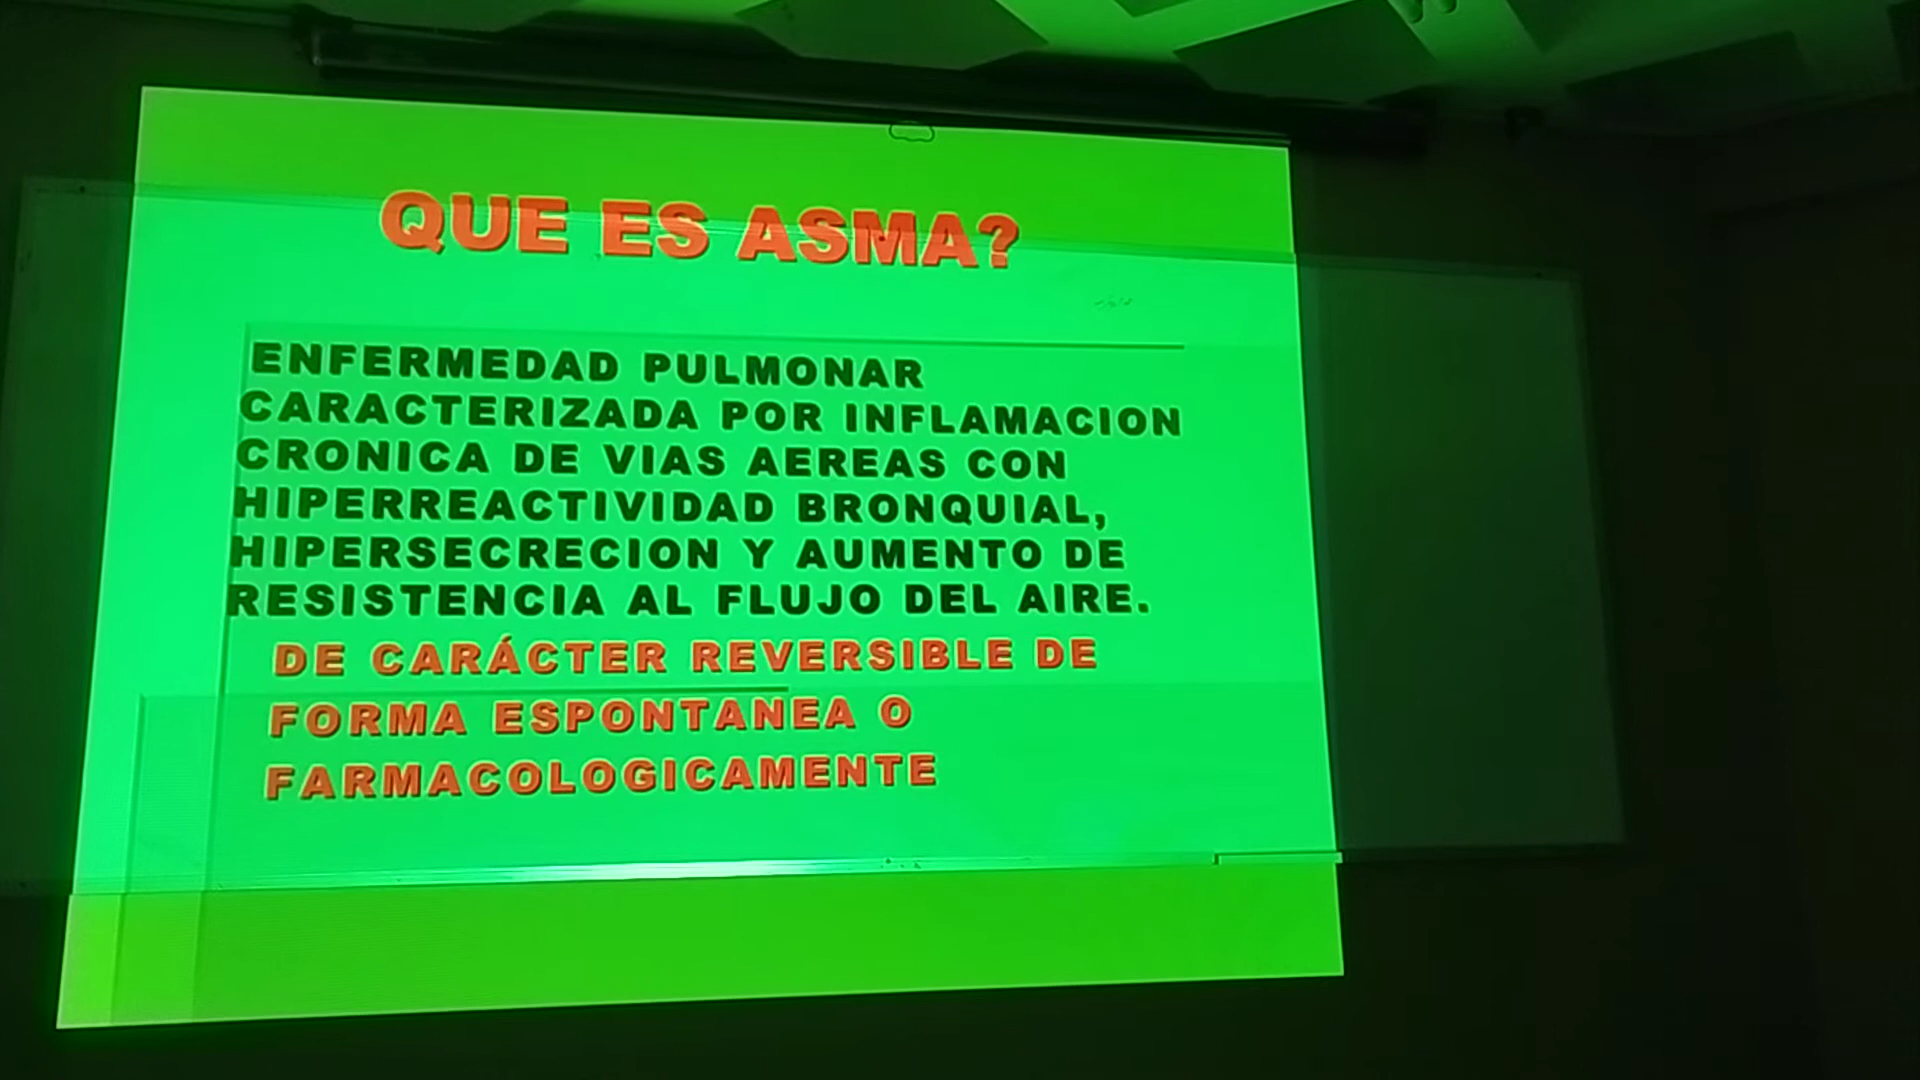 QUE ES ASMA?
ENFERMEDAD PULMONAR
CARACTERIZADA POR INFLAMACION
CRONICA DE VIAS AEREAS CON
HIPERREACTIVIDAD BRONQUIAL,
HIPERSECRECION Y AUMENTO DE
RESISTENCIA AL FLUJO DEL AIRE.
DE CARÁCTER REVERSIBLE DE
FORMA ESPONTANEA O
FARMACOLOGICAMENTE